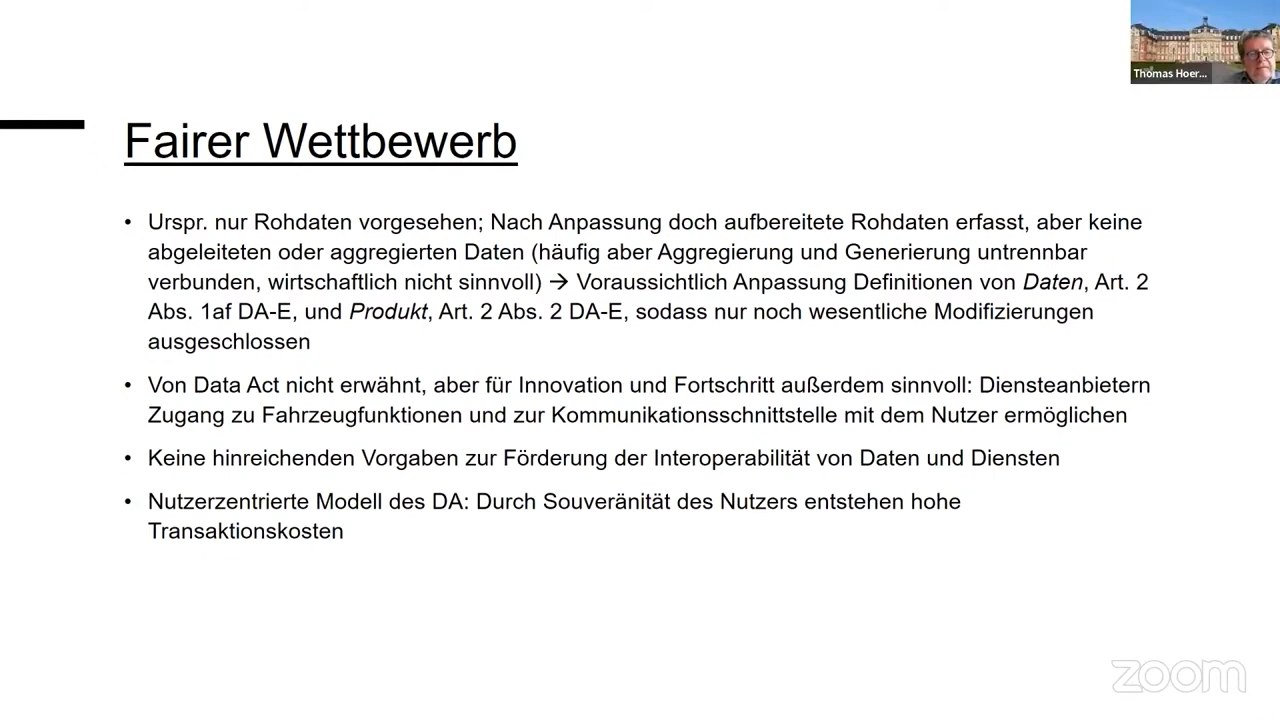 Thomas Hoer...
Fairer Wettbewerb
• Urspr. nur Rohdaten vorgesehen; Nach Anpassung doch aufbereitete Rohdaten erfasst, aber keine
abgeleiteten oder aggregierten Daten (häufig aber Aggregierung und Generierung untrennbar
verbunden, wirtschaftlich nicht sinnvoll) → Voraussichtlich Anpassung Definitionen von Daten, Art. 2
Abs. 1af DA-E, und Produkt, Art. 2 Abs. 2 DA-E, sodass nur noch wesentliche Modifizierungen
ausgeschlossen
• Von Data Act nicht erwähnt, aber für Innovation und Fortschritt außerdem sinnvoll: Diensteanbietern
Zugang zu Fahrzeugfunktionen und zur Kommunikationsschnittstelle mit dem Nutzer ermöglichen
• Keine hinreichenden Vorgaben zur Förderung der Interoperabilität von Daten und Diensten
• Nutzerzentrierte Modell des DA: Durch Souveränität des Nutzers entstehen hohe
Transaktionskosten
zoom